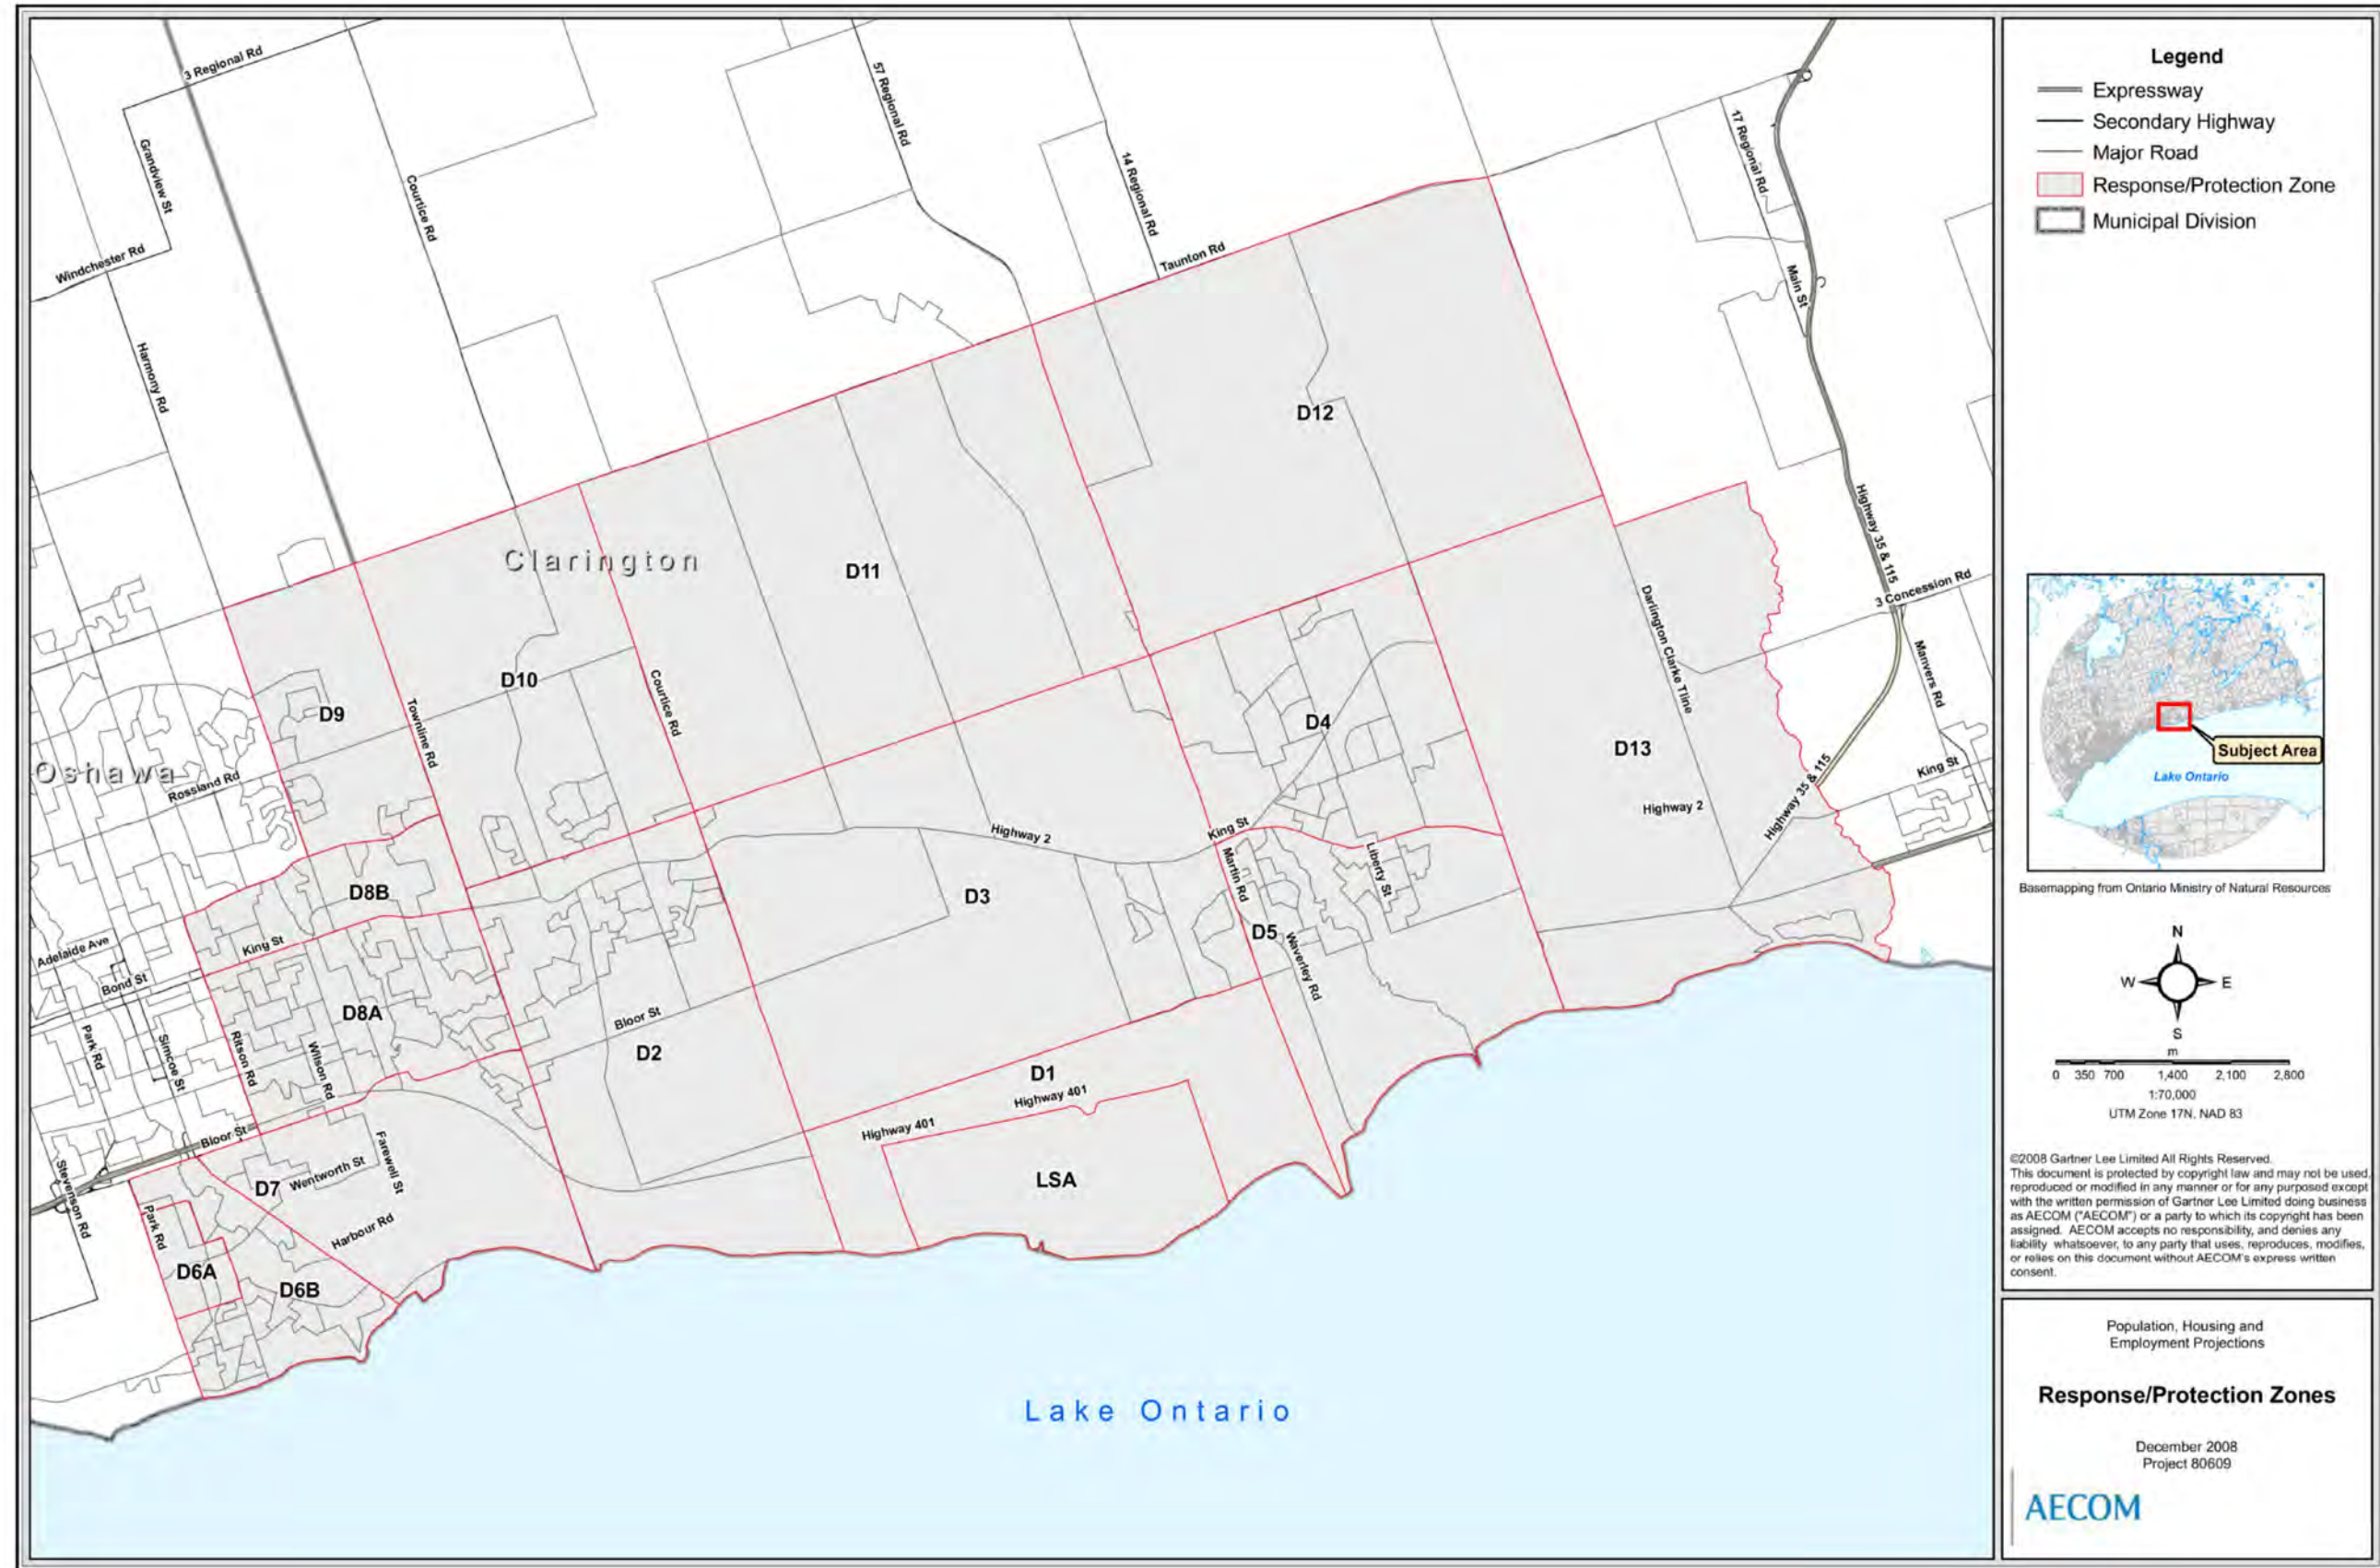 3 Regional Rd
57 Regional Rd
17 Regional Rd
Grandview St
Courtice Rd
14 Regional Rd
Windchester Rd
Taunton Rd
Main St
Harmony Rd
D12
Highway 35 & 115
Clarington
D11
3 Concession Rd
Darlington Clarke Tline
Manvers Rd
D10
Courtice Rd
D9
Townline Rd
D4
D13
Oshawa
Rossland Rd
King St
Highway 35 & 115
Highway 2
Highway 2
King St
Liberty St
Martin Rd
D8B
D3
Adelaide Ave
King St
D5
Waverley Rd
Bond St
D8A
Bloor St
Park Rd
Simcoe St
Ritson Rd
Wilson Rd
D2
D1
Highway 401
Highway 401
Bloor St
Farewell St
Stevenson Rd
D7
Wentworth St
LSA
Park Rd
Harbour Rd
D6A
D6B
Lake Ontario
Legend
Expressway
Secondary Highway
Major Road
Response/Protection Zone
Municipal Division
Subject Area
Lake Ontario
Basemapping from Ontario Ministry of Natural Resources
N
W E
S
m
0 350 700 1,400 2,100 2,800
1:70,000
UTM Zone 17N, NAD 83
©2008 Gartner Lee Limited All Rights Reserved.
This document is protected by copyright law and may not be used,
reproduced or modified in any manner or for any purposed except
with the written permission of Gartner Lee Limited doing business
as AECOM ("AECOM") or a party to which its copyright has been
assigned. AECOM accepts no responsibility, and denies any
liability whatsoever, to any party that uses, reproduces, modifies,
or relies on this document without AECOM's express written
consent.
Population, Housing and
Employment Projections
Response/Protection Zones
December 2008
Project 80609
AECOM